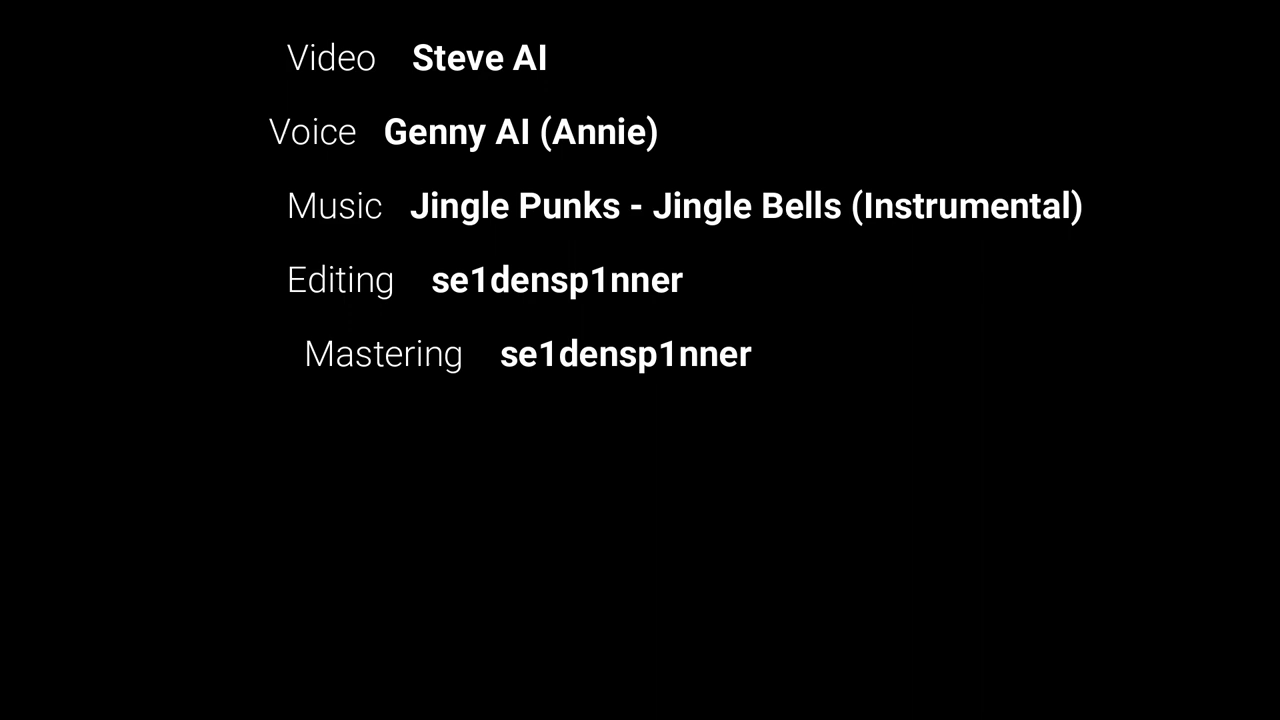 Video Steve AI
Voice Genny AI (Annie)
Music Jingle Punks - Jingle Bells (Instrumental)
Editing se1densp1nner
Mastering se1densp1nner